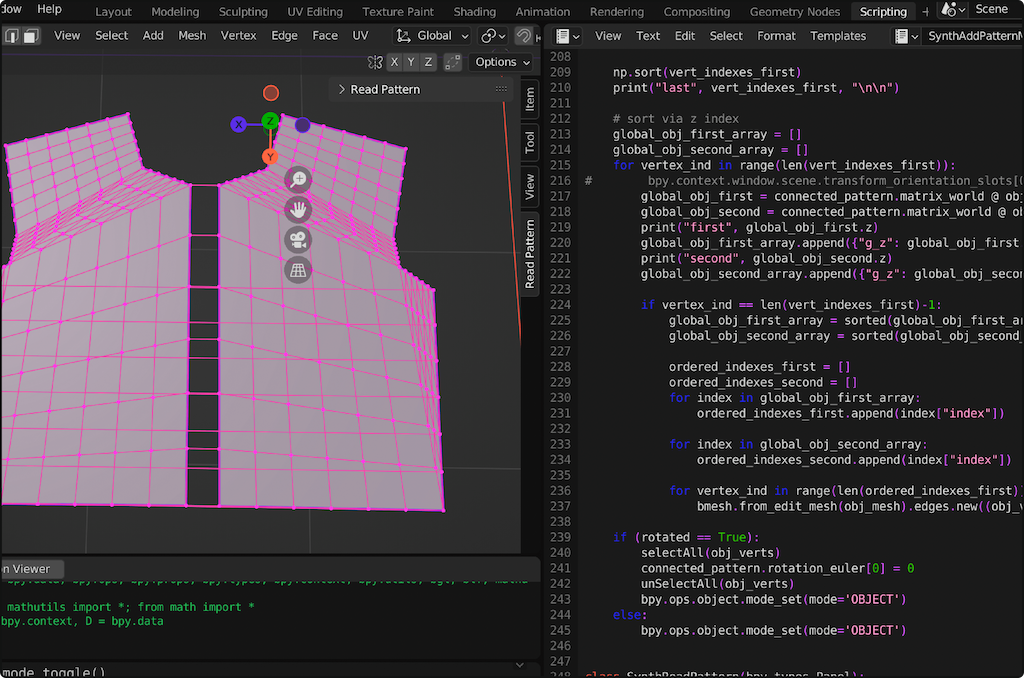 dow Help Layout Modeling Sculpting UV Editing Texture Paint Shading Animation Rendering Compositing Geometry Nodes Scripting + Scene
View Select Add Mesh Vertex Edge Face UV Global
View Text Edit Select Format Templates SynthAddPattern
X Y Z Options
Read Pattern
Item
Tool
View
Read Pattern
X
Z
Y
n Viewer
mathutils import *; from math import *
bpy.context, D = bpy.data
mode_toggle()
208
209 np.sort(vert_indexes_first)
210 print("last", vert_indexes_first, "\n\n")
211
212 # sort via z index
213 global_obj_first_array = []
214 global_obj_second_array = []
215 for vertex_ind in range(len(vert_indexes_first)):
216 # bpy.context.window.scene.transform_orientation_slots[
217 global_obj_first = connected_pattern.matrix_world @ obj
218 global_obj_second = connected_pattern.matrix_world @ o
219 print("first", global_obj_first.z)
220 global_obj_first_array.append({"g_z": global_obj_first
221 print("second", global_obj_second.z)
222 global_obj_second_array.append({"g_z": global_obj_seco
223
224 if vertex_ind == len(vert_indexes_first)-1:
225 global_obj_first_array = sorted(global_obj_first_a
226 global_obj_second_array = sorted(global_obj_second_
227
228 ordered_indexes_first = []
229 ordered_indexes_second = []
230 for index in global_obj_first_array:
231 ordered_indexes_first.append(index["index"])
232
233 for index in global_obj_second_array:
234 ordered_indexes_second.append(index["index"])
235
236 for vertex_ind in range(len(ordered_indexes_first)
237 bmesh.from_edit_mesh(obj_mesh).edges.new((obj_v
238
239 if (rotated == True):
240 selectAll(obj_verts)
241 connected_pattern.rotation_euler[0] = 0
242 unSelectAll(obj_verts)
243 bpy.ops.object.mode_set(mode='OBJECT')
244 else:
245 bpy.ops.object.mode_set(mode='OBJECT')
246
247
248 class SynthReadPattern(bpy.types.Panel):